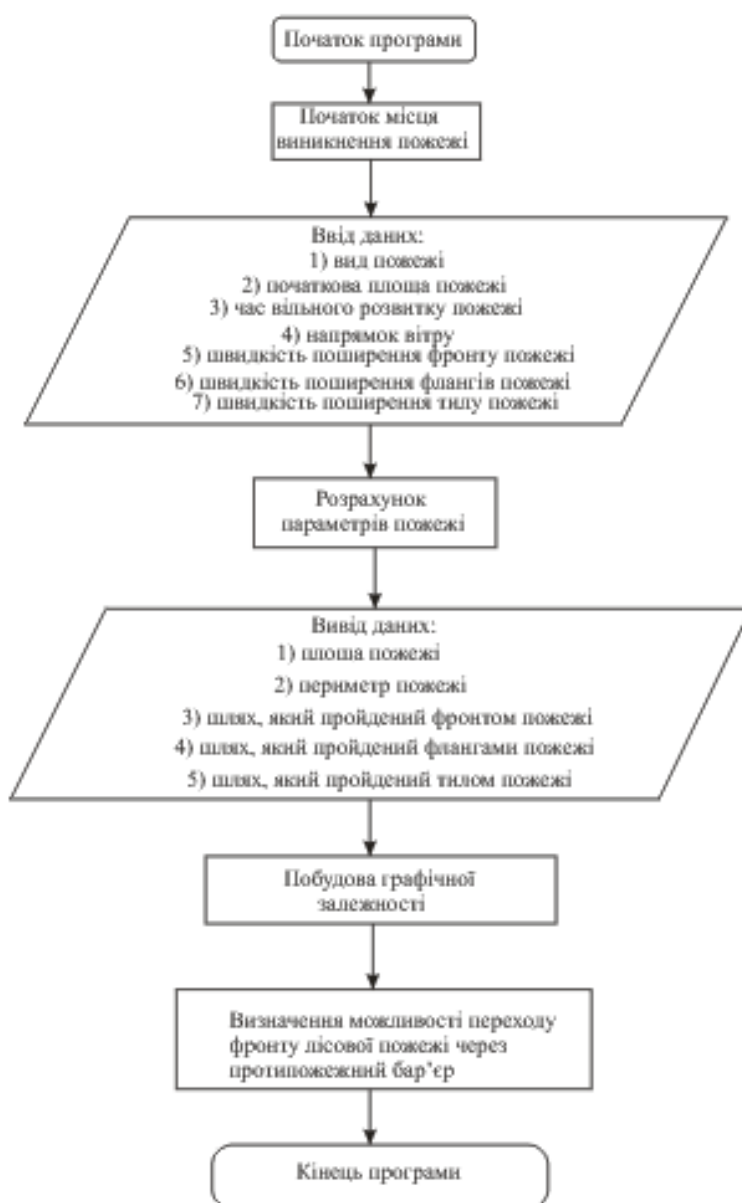 Початок програми
Початок місця
виникнення пожежі
Ввід даних:
1) вид пожежі
2) початкова площа пожежі
3) час вільного розвитку пожежі
4) напрямок вітру
5) швидкість поширення фронту пожежі
6) швидкість поширення флангів пожежі
7) швидкість поширення тилу пожежі
Розрахунок
параметрів пожежі
Вивід даних:
1) плоша пожежі
2) периметр пожежі
3) шлях, який пройдений фронтом пожежі
4) шлях, який пройдений флангами пожежі
5) шлях, який пройдений тилом пожежі
Побудова графічної
залежності
Визначення можливості переходу
фронту лісової пожежі через
протипожежний бар’єр
Кінець програми